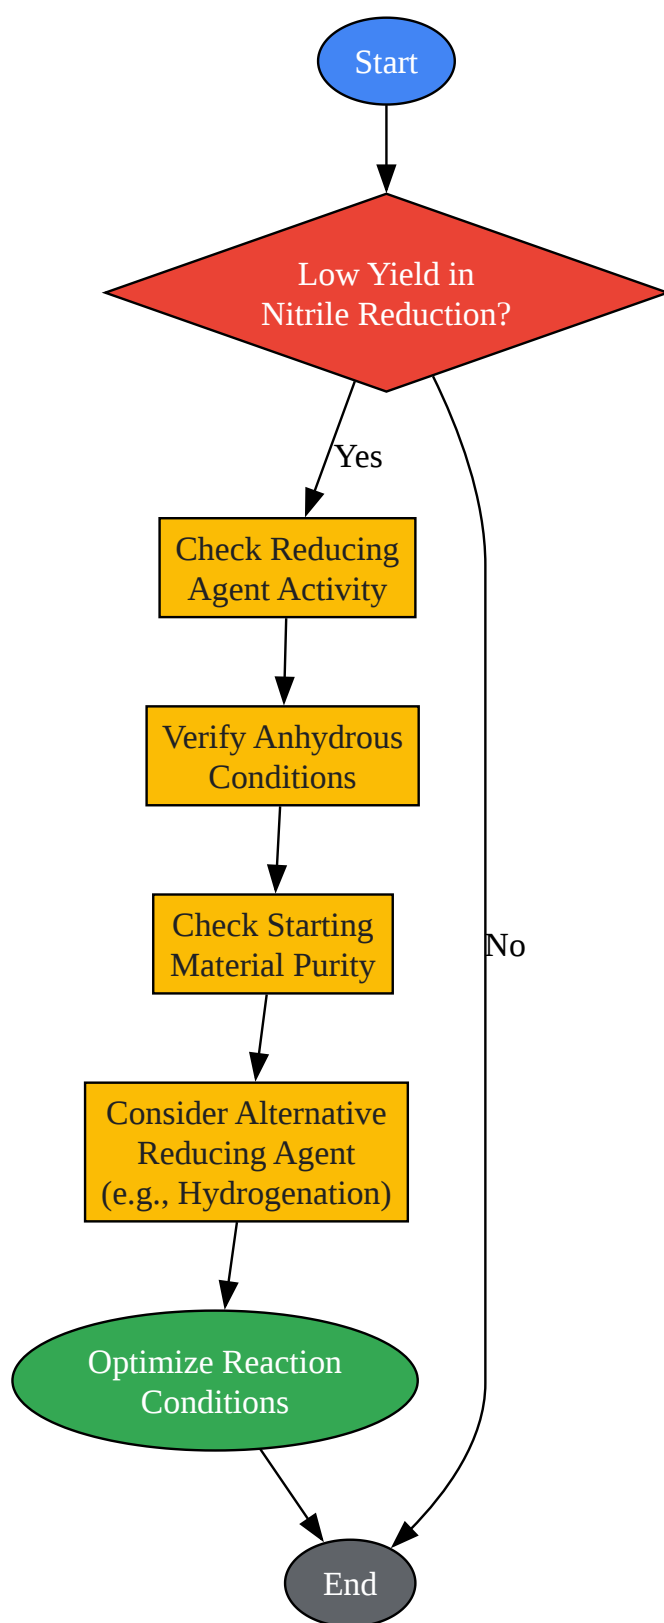 Start
Low Yield in
Nitrile Reduction?
Yes
Check Reducing
Agent Activity
Verify Anhydrous
Conditions
Check Starting
Material Purity
No
Consider Alternative
Reducing Agent
(e.g., Hydrogenation)
Optimize Reaction
Conditions
End